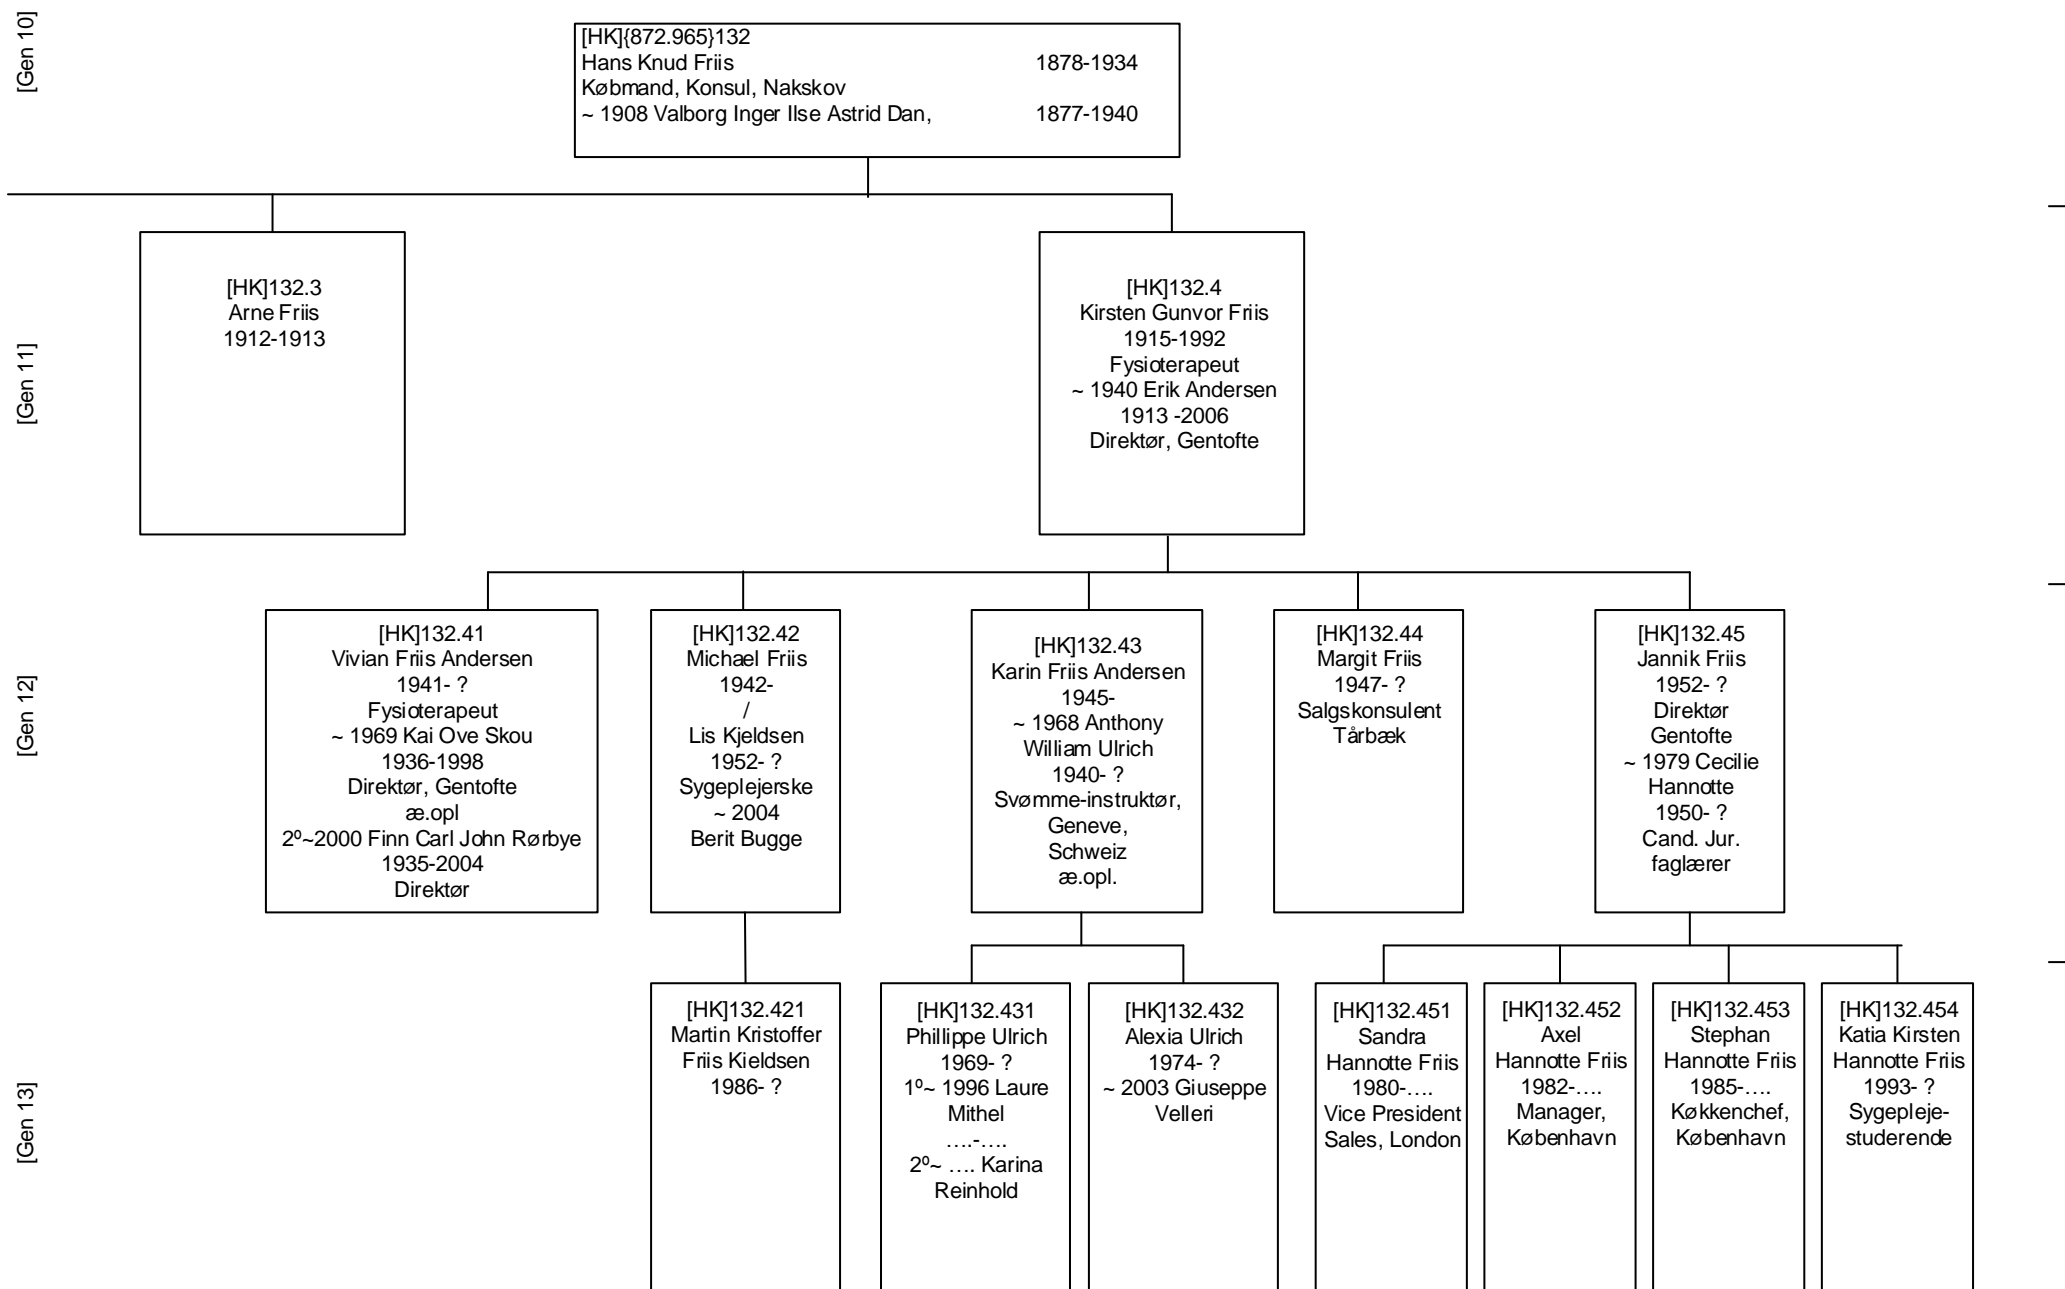 [Gen 10]
[HK]{872.965}132
Hans Knud Friis 1878-1934
Købmand, Konsul, Nakskov
~ 1908 Valborg Inger Ilse Astrid Dan, 1877-1940
[Gen 11]
[HK]132.3
Arne Friis
1912-1913
[HK]132.4
Kirsten Gunvor Friis
1915-1992
Fysioterapeut
~ 1940 Erik Andersen
1913 -2006
Direktør, Gentofte
[Gen 12]
[HK]132.41
Vivian Friis Andersen
1941- ?
Fysioterapeut
~ 1969 Kai Ove Skou
1936-1998
Direktør, Gentofte
æ.opl
2º~2000 Finn Carl John Rørbye
1935-2004
Direktør
[HK]132.42
Michael Friis
1942-
/
Lis Kjeldsen
1952- ?
Sygeplejerske
~ 2004
Berit Bugge
[HK]132.43
Karin Friis Andersen
1945-
~ 1968 Anthony
William Ulrich
1940- ?
Svømme-instruktør,
Geneve,
Schweiz
æ.opl.
[HK]132.44
Margit Friis
1947- ?
Salgskonsulent
Tårbæk
[HK]132.45
Jannik Friis
1952- ?
Direktør
Gentofte
~ 1979 Cecilie
Hannotte
1950- ?
Cand. Jur.
faglærer
[Gen 13]
[HK]132.421
Martin Kristoffer
Friis Kieldsen
1986- ?
[HK]132.431
Phillippe Ulrich
1969- ?
1º~ 1996 Laure
Mithel
....-....
2º~ .... Karina
Reinhold
[HK]132.432
Alexia Ulrich
1974- ?
~ 2003 Giuseppe
Velleri
[HK]132.451
Sandra
Hannotte Friis
1980-....
Vice President
Sales, London
[HK]132.452
Axel
Hannotte Friis
1982-....
Manager,
København
[HK]132.453
Stephan
Hannotte Friis
1985-....
Køkkenchef,
København
[HK]132.454
Katia Kirsten
Hannotte Friis
1993- ?
Sygepleje-
studerende